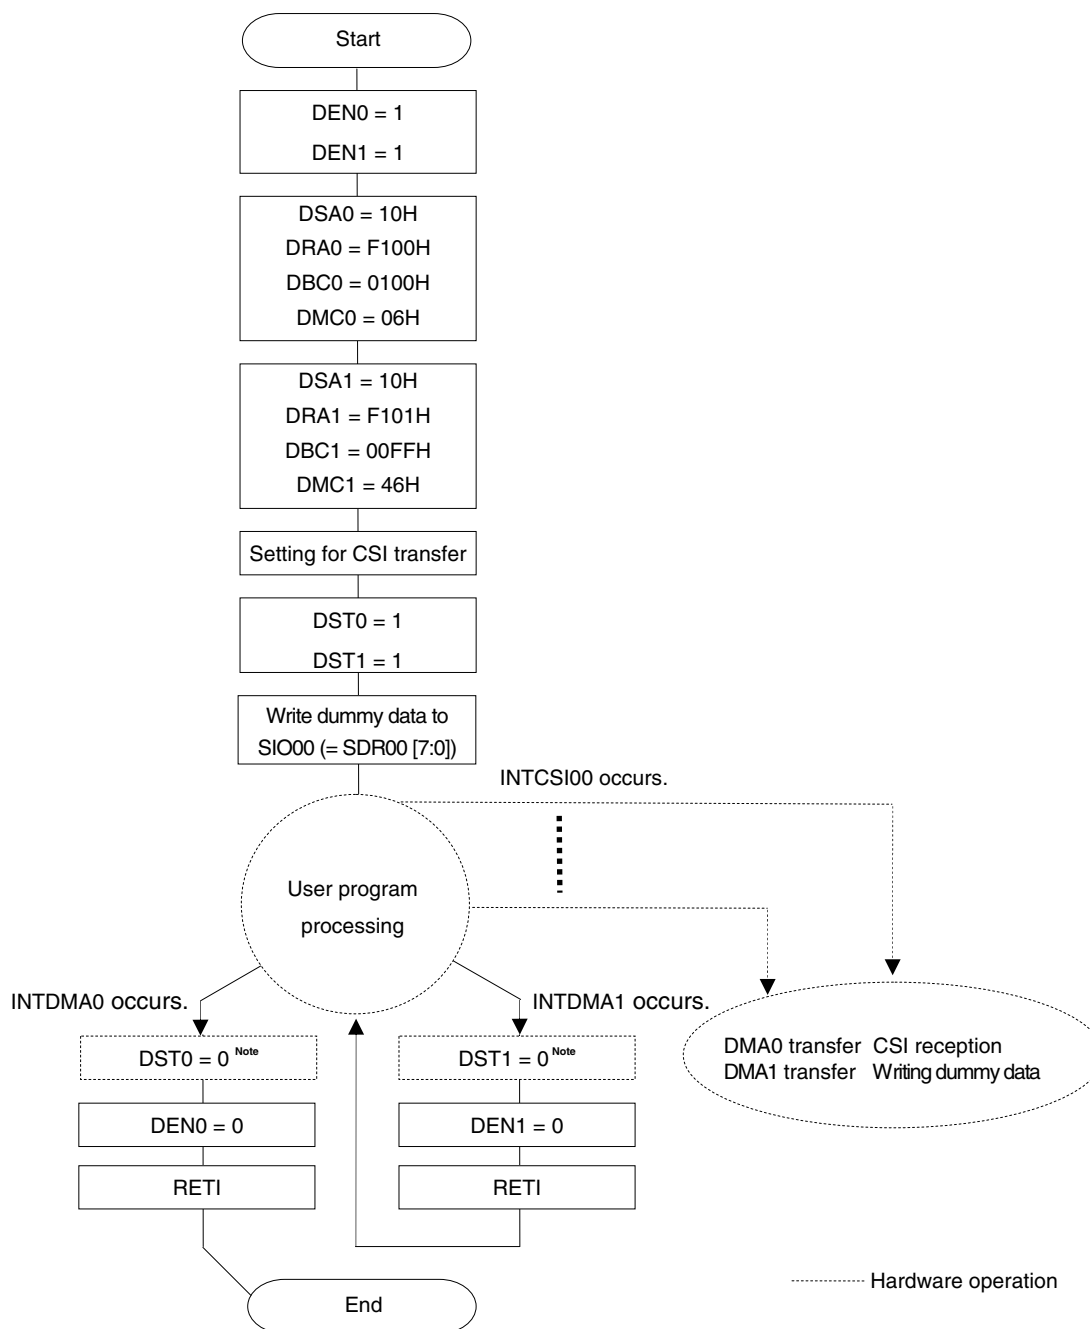 Start
DEN0 = 1
DEN1 = 1
DSA0 = 10H
DRA0 = F100H
DBC0 = 0100H
DMC0 = 06H
DSA1 = 10H
DRA1 = F101H
DBC1 = 00FFH
DMC1 = 46H
Setting for CSI transfer
DST0 = 1
DST1 = 1
Write dummy data to
SIO00 (= SDR00 [7:0])
INTCSI00 occurs.
User program
processing
INTDMA0 occurs.
INTDMA1 occurs.
DST0 = 0 Note
DST1 = 0 Note
DMA0 transfer CSI reception
DMA1 transfer Writing dummy data
DEN0 = 0
DEN1 = 0
RETI
RETI
Hardware operation
End